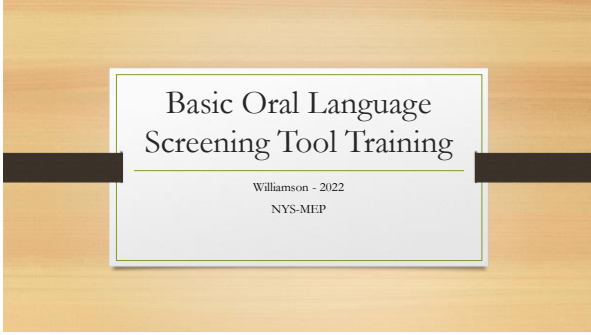 Basic Oral Language
Screening Tool Training
Williamson - 2022
NYS-MEP